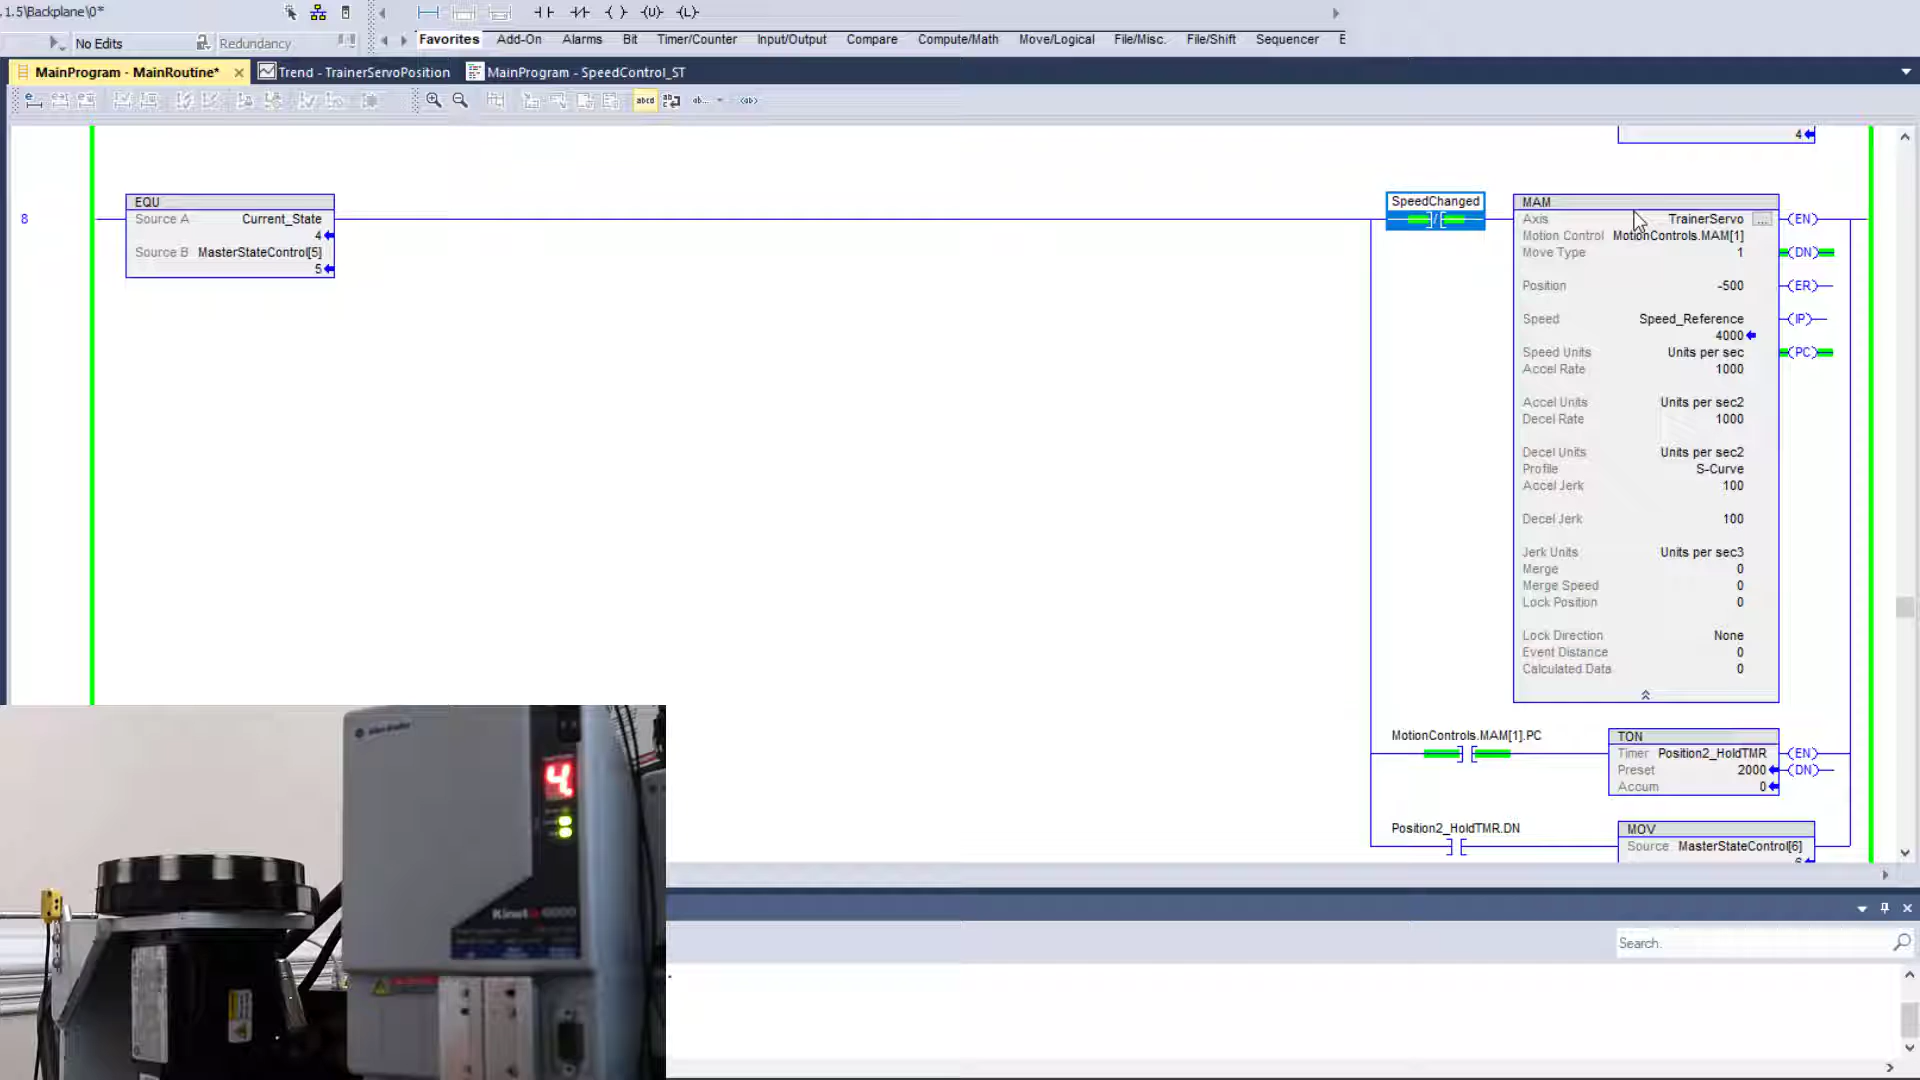 , 1.5\Backplane\0*
No Edits
Redundancy
Favorites Add-On Alarms Bit Timer/Counter Input/Output Compare Compute/Math Move/Logical File/Misc. File/Shift Sequencer E
MainProgram - MainRoutine* Trend - TrainerServoPosition MainProgram - SpeedControl_ST
4
8
EQU
Source A Current_State
4
Source B MasterStateControl[5]
5
SpeedChanged
MAM
Axis TrainerServo ...
Motion Control MotionControls.MAM[1]
Move Type 1
Position -500
Speed Speed_Reference
4000
Speed Units Units per sec
Accel Rate 1000
Accel Units Units per sec2
Decel Rate 1000
Decel Units Units per sec2
Profile S-Curve
Accel Jerk 100
Decel Jerk 100
Jerk Units Units per sec3
Merge 0
Merge Speed 0
Lock Position 0
Lock Direction None
Event Distance 0
Calculated Data 0
EN
DN
ER
IP
PC
MotionControls.MAM[1].PC
TON
Timer Position2_HoldTMR
Preset 2000
Accum 0
EN
DN
Position2_HoldTMR.DN
MOV
Source MasterStateControl[6]
Search.
4
Allen-Bradley
Kinetix 6000